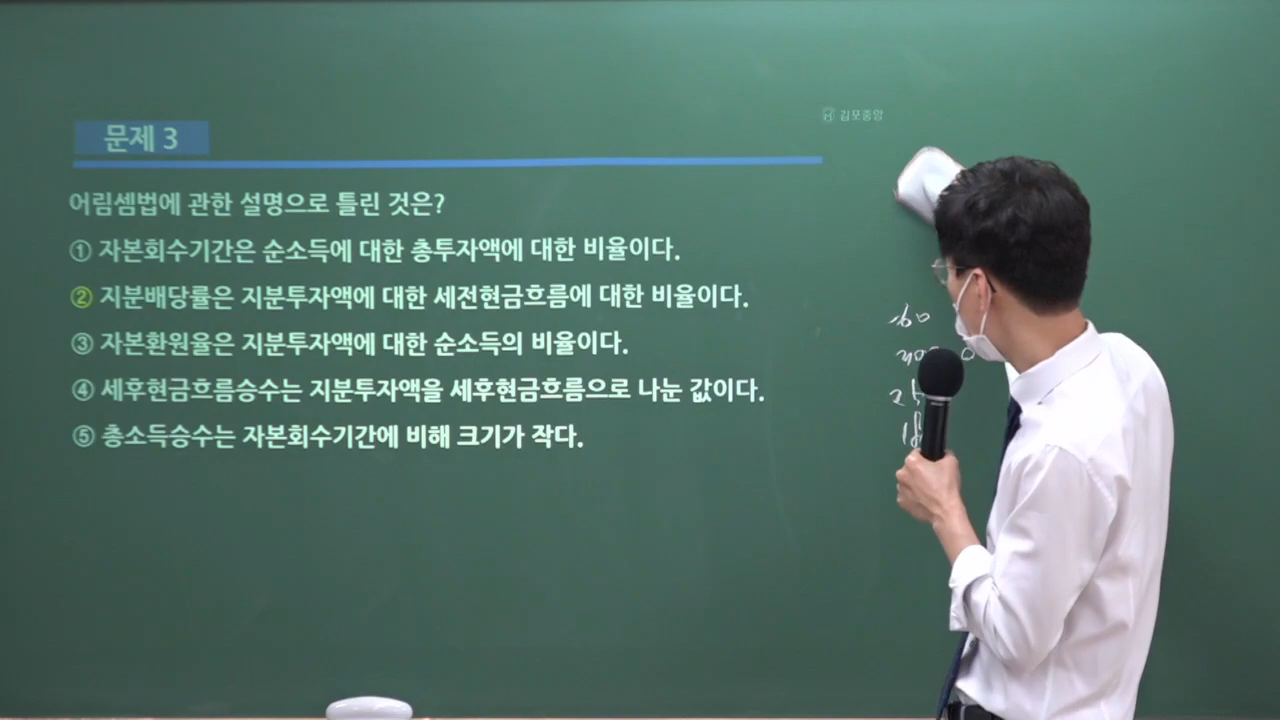 김포중앙
문제 3
어림셈법에 관한 설명으로 틀린 것은?
① 자본회수기간은 순소득에 대한 총투자액에 대한 비율이다.
② 지분배당률은 지분투자액에 대한 세전현금흐름에 대한 비율이다.
③ 자본환원율은 지분투자액에 대한 순소득의 비율이다.
④ 세후현금흐름승수는 지분투자액을 세후현금흐름으로 나눈 값이다.
⑤ 총소득승수는 자본회수기간에 비해 크기가 작다.